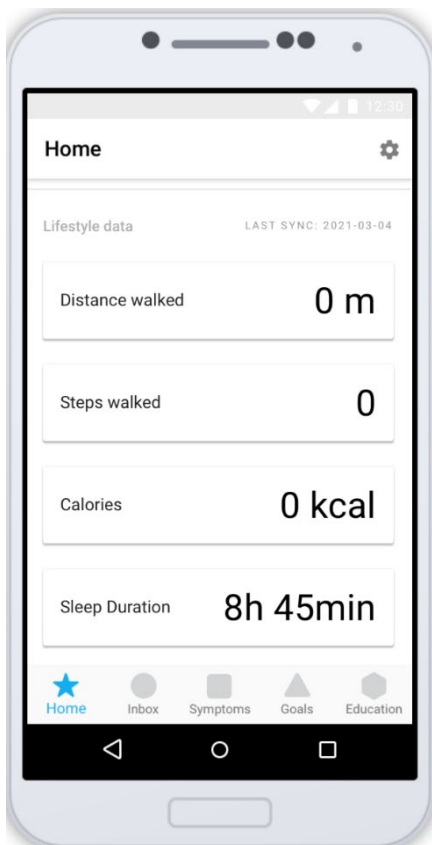 12:30
Home
Lifestyle data LAST SYNC: 2021-03-04
Distance walked 0 m
Steps walked 0
Calories 0 kcal
Sleep Duration 8h 45min
Home Inbox Symptoms Goals Education